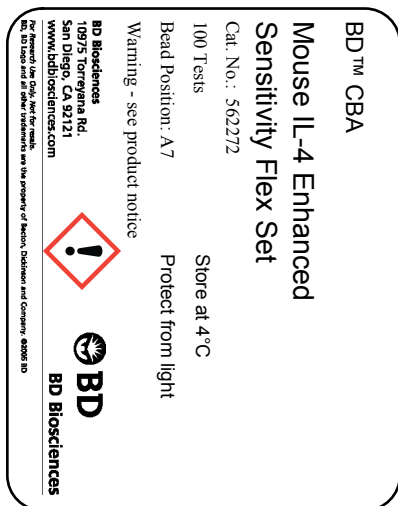 BD™ CBA
Mouse IL-4 Enhanced
Sensitivity Flex Set
Cat. No.: 562272
100 Tests
Store at 4°C
Bead Position: A7
Protect from light
Warning - see product notice
BD Biosciences
10975 Torreyana Rd.
San Diego, CA 92121
www.bdbiosciences.com
BD
BD Biosciences
For Research Use Only. Not for resale.
BD, BD Logo and all other trademarks are the property of Becton, Dickinson and Company. ©2005 BD